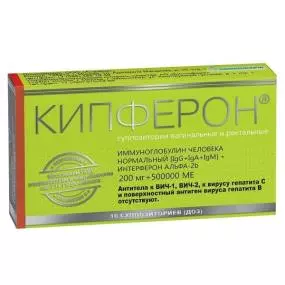 КИПФЕРОН®
суппозитории вагинальные и ректальные
ИММУНОГЛОБУЛИН ЧЕЛОВЕКА
НОРМАЛЬНЫЙ [IgG+IgA+IgM] +
ИНТЕРФЕРОН АЛЬФА-2b
200 мг+500000 МЕ
Антитела к ВИЧ-1, ВИЧ-2, к вирусу гепатита С
и поверхностный антиген вируса гепатита В
отсутствуют.
10 СУППОЗИТОРИЕВ (ДОЗ)